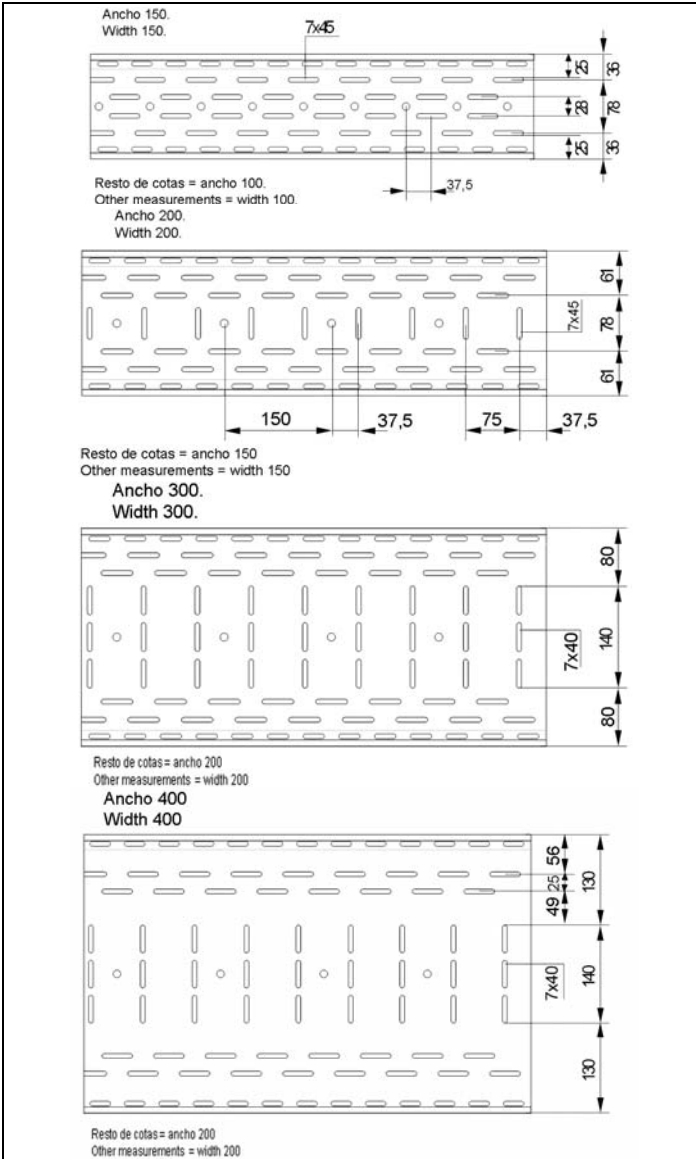 Ancho 150.
Width 150.
7x45
25
36
28
78
25
36
37,5
Resto de cotas = ancho 100.
Other measurements = width 100.
Ancho 200.
Width 200.
61
7x45
78
61
150
37,5
75
37,5
Resto de cotas = ancho 150
Other measurements = width 150
Ancho 300.
Width 300.
80
7x40
140
80
Resto de cotas = ancho 200
Other measurements = width 200
Ancho 400
Width 400
56
25
49
130
7x40
140
130
Resto de cotas = ancho 200
Other measurements = width 200